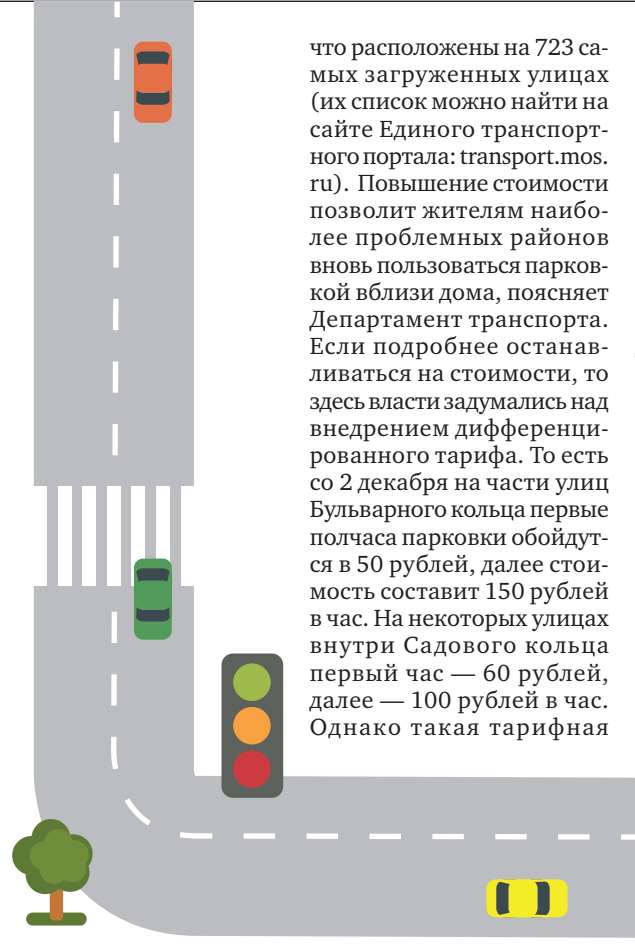 что расположены на 723 са-
мых загруженных улицах
(их список можно найти на
сайте Единого транспорт-
ного портала: transport.mos.
ru). Повышение стоимости
позволит жителям наибо-
лее проблемных районов
вновь пользоваться парков-
кой вблизи дома, поясняет
Департамент транспорта.
Если подробнее останав-
ливаться на стоимости, то
здесь власти задумались над
внедрением дифференци-
рованного тарифа. То есть
со 2 декабря на части улиц
Бульварного кольца первые
полчаса парковки обойдут-
ся в 50 рублей, далее стои-
мость составит 150 рублей
в час. На некоторых улицах
внутри Садового кольца
первый час — 60 рублей,
далее — 100 рублей в час.
Однако такая тарифная